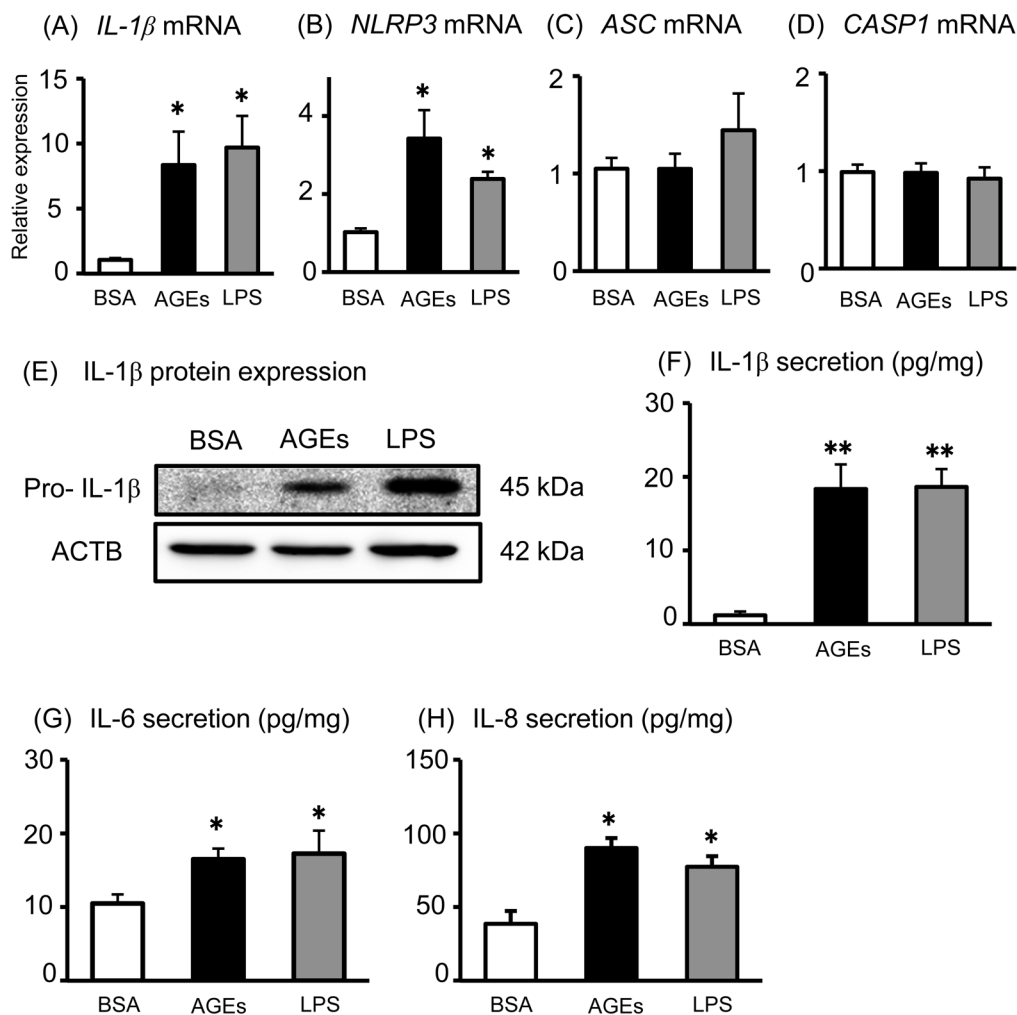 (A) IL-1β mRNA
(B) NLRP3 mRNA
(C) ASC mRNA
(D) CASP1 mRNA
Relative expression
15
10
5
0
BSA AGEs LPS
*
*
4
2
0
BSA AGEs LPS
*
*
2
1
0
BSA AGEs LPS
2
1
0
BSA AGEs LPS
(E) IL-1β protein expression
BSA AGEs LPS
Pro- IL-1β 45 kDa
ACTB 42 kDa
(F) IL-1β secretion (pg/mg)
30
20
10
0
** **
BSA AGEs LPS
(G) IL-6 secretion (pg/mg)
30
20
10
0
* *
BSA AGEs LPS
(H) IL-8 secretion (pg/mg)
150
100
50
0
* *
BSA AGEs LPS